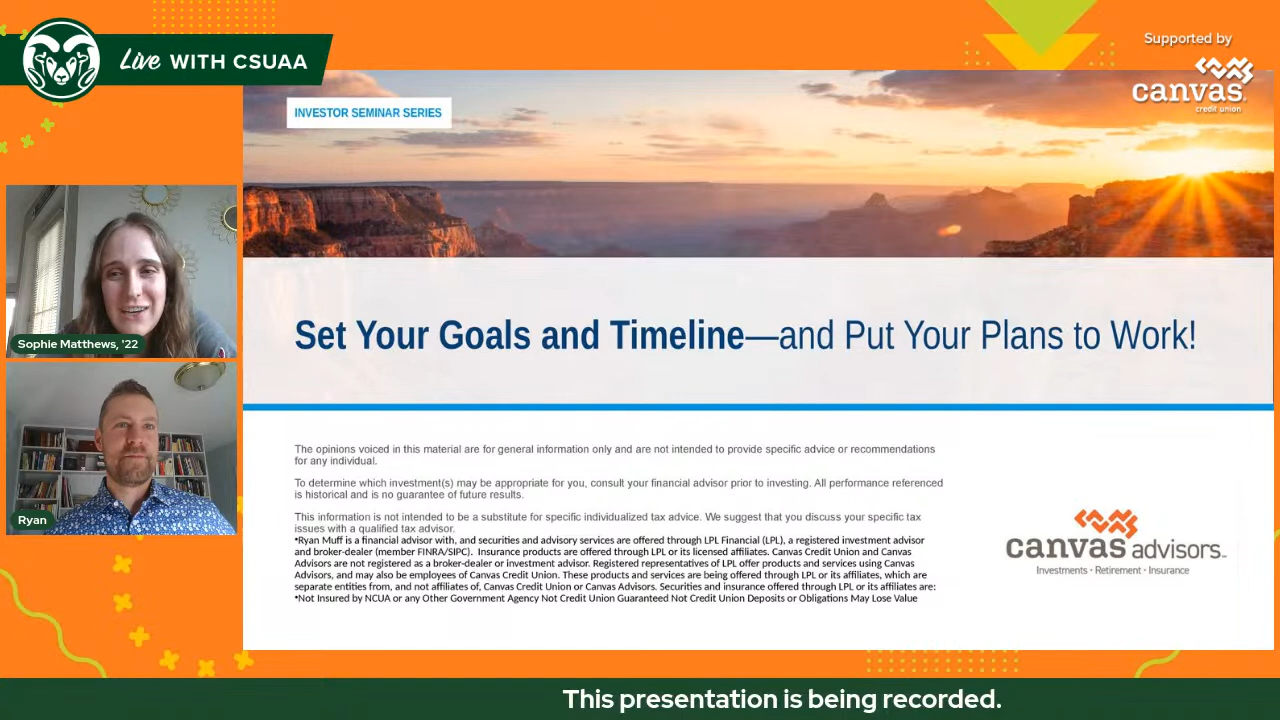 Live WITH CSUAA
Supported by
canvas
credit union
INVESTOR SEMINAR SERIES
Sophie Matthews, '22
Ryan
Set Your Goals and Timeline—and Put Your Plans to Work!
The opinions voiced in this material are for general information only and are not intended to provide specific advice or recommendations
for any individual.
To determine which investment(s) may be appropriate for you, consult your financial advisor prior to investing. All performance referenced
is historical and is no guarantee of future results.
This information is not intended to be a substitute for specific individualized tax advice. We suggest that you discuss your specific tax
issues with a qualified tax advisor.
•Ryan Muff is a financial advisor with, and securities and advisory services are offered through LPL Financial (LPL), a registered investment advisor
and broker-dealer (member FINRA/SIPC). Insurance products are offered through LPL or its licensed affiliates. Canvas Credit Union and Canvas
Advisors are not registered as a broker-dealer or investment advisor. Registered representatives of LPL offer products and services using Canvas
Advisors, and may also be employees of Canvas Credit Union. These products and services are being offered through LPL or its affiliates, which are
separate entities from, and not affiliates of, Canvas Credit Union or Canvas Advisors. Securities and insurance offered through LPL or its affiliates are:
•Not Insured by NCUA or any Other Government Agency Not Credit Union Guaranteed Not Credit Union Deposits or Obligations May Lose Value
canvas advisors
Investments • Retirement • Insurance
This presentation is being recorded.